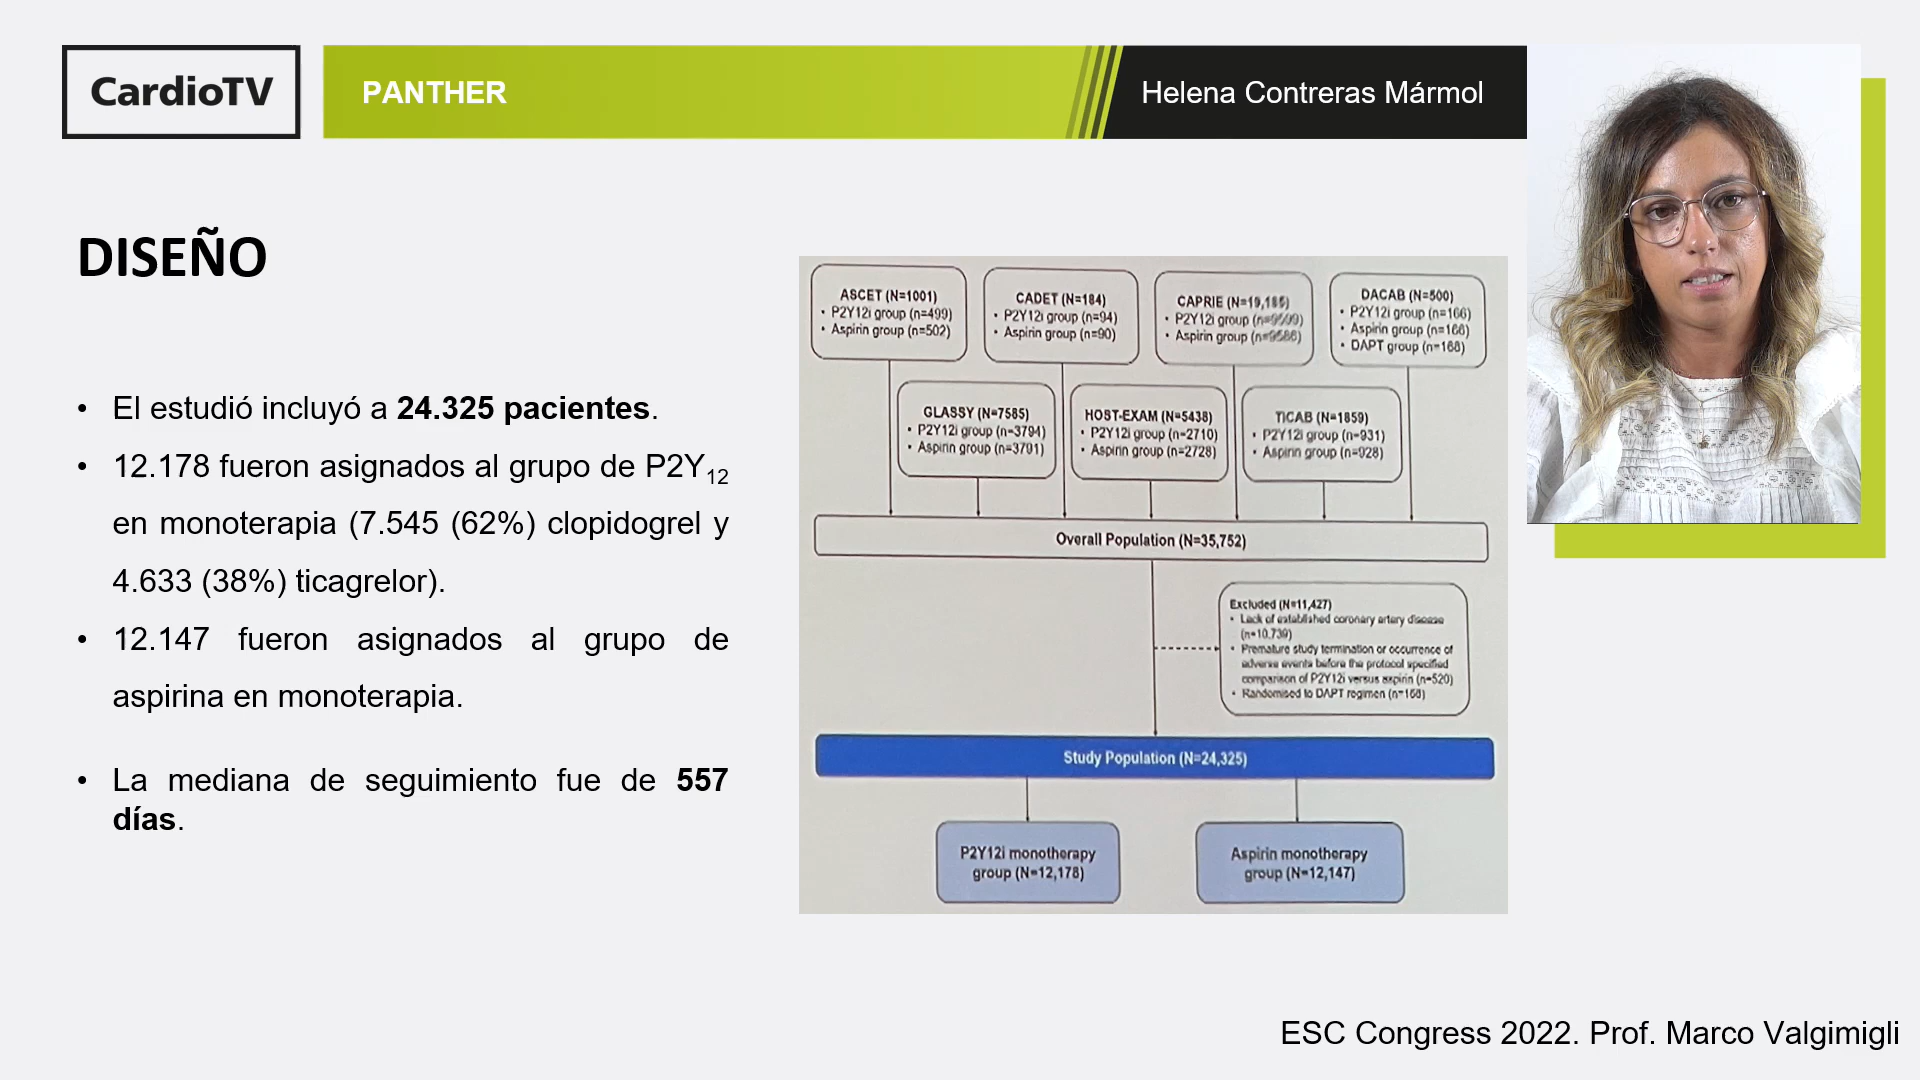 CardioTV
PANTHER
Helena Contreras Mármol
DISEÑO
• El estudió incluyó a 24.325 pacientes.
• 12.178 fueron asignados al grupo de P2Y12
en monoterapia (7.545 (62%) clopidogrel y
4.633 (38%) ticagrelor).
• 12.147 fueron asignados al grupo de
aspirina en monoterapia.
• La mediana de seguimiento fue de 557
días.
ASCET (N=1001)
• P2Y12i group (n=499)
• Aspirin group (n=502)
CADET (N=184)
• P2Y12i group (n=94)
• Aspirin group (n=90)
CAPRIE (N=19,185)
• P2Y12i group (n=9599)
• Aspirin group (n=9586)
DACAB (N=500)
• P2Y12i group (n=166)
• Aspirin group (n=166)
• DAPT group (n=168)
GLASSY (N=7585)
• P2Y12i group (n=3794)
• Aspirin group (n=3791)
HOST-EXAM (N=5438)
• P2Y12i group (n=2710)
• Aspirin group (n=2728)
TICAB (N=1859)
• P2Y12i group (n=931)
• Aspirin group (n=928)
Overall Population (N=35,752)
Excluded (N=11,427)
• Lack of established coronary artery disease
(n=10,739)
• Premature study termination or occurrence of
adverse events before the protocol specified
comparison of P2Y12i versus aspirin (n=520)
• Randomised to DAPT regimen (n=168)
Study Population (N=24,325)
P2Y12i monotherapy
group (N=12,178)
Aspirin monotherapy
group (N=12,147)
ESC Congress 2022. Prof. Marco Valgimigli